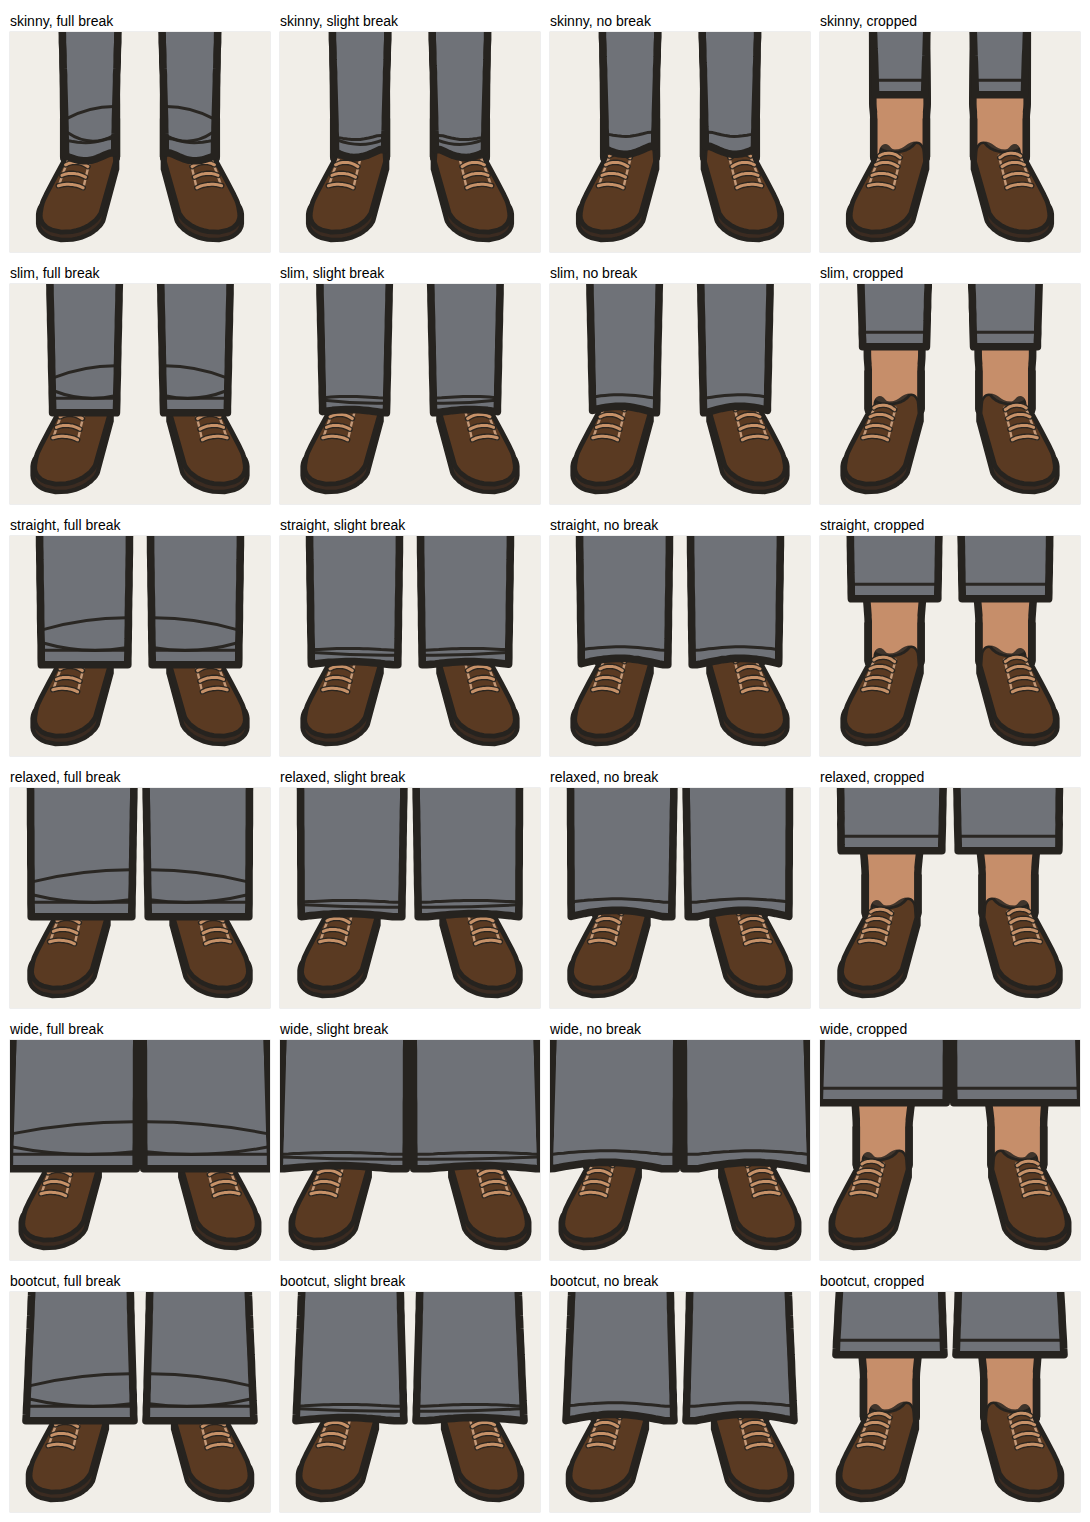 skinny, full break
skinny, slight break
skinny, no break
skinny, cropped
slim, full break
slim, slight break
slim, no break
slim, cropped
straight, full break
straight, slight break
straight, no break
straight, cropped
relaxed, full break
relaxed, slight break
relaxed, no break
relaxed, cropped
wide, full break
wide, slight break
wide, no break
wide, cropped
bootcut, full break
bootcut, slight break
bootcut, no break
bootcut, cropped